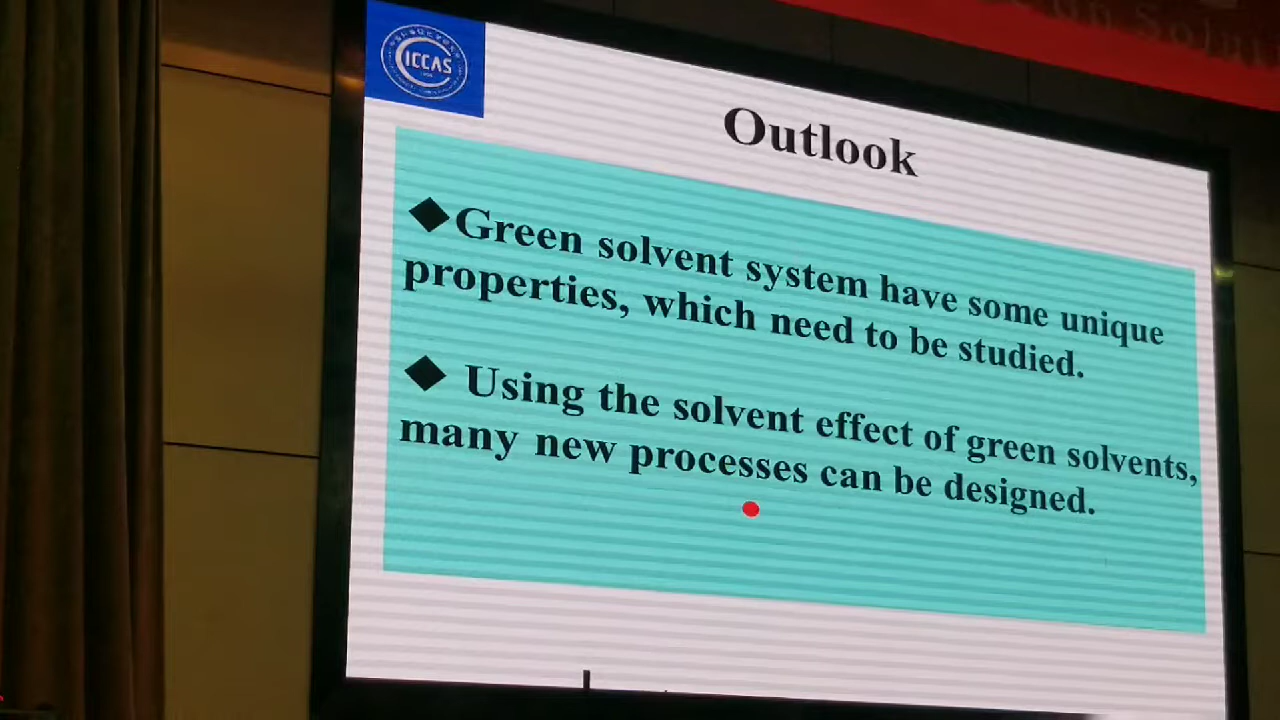 ICCAS
Outlook
◆Green solvent system have some unique
properties, which need to be studied.
◆ Using the solvent effect of green solvents,
many new processes can be designed.